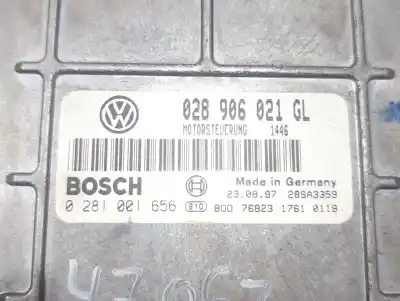 028 906 021 GL
MOTORSTEUERUNG 1446
BOSCH Made in Germany
23.08.97 28SA3359
0 281 001 656 B00 76823 1761 0119